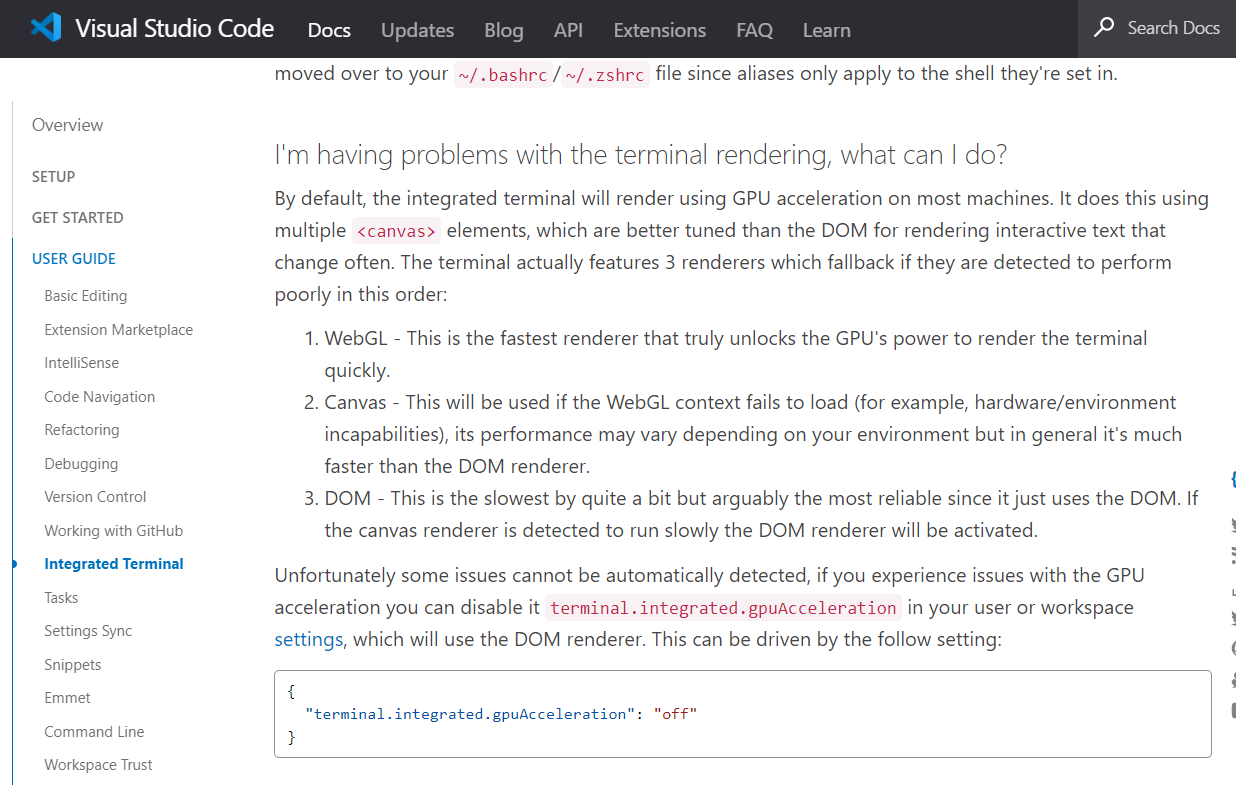 Visual Studio Code Docs Updates Blog API Extensions FAQ Learn Search Docs
moved over to your ~/.bashrc/~/.zshrc file since aliases only apply to the shell they're set in.
Overview
SETUP
GET STARTED
USER GUIDE
Basic Editing
Extension Marketplace
IntelliSense
Code Navigation
Refactoring
Debugging
Version Control
Working with GitHub
Integrated Terminal
Tasks
Settings Sync
Snippets
Emmet
Command Line
Workspace Trust
I'm having problems with the terminal rendering, what can I do?
By default, the integrated terminal will render using GPU acceleration on most machines. It does this using
multiple <canvas> elements, which are better tuned than the DOM for rendering interactive text that
change often. The terminal actually features 3 renderers which fallback if they are detected to perform
poorly in this order:
1. WebGL - This is the fastest renderer that truly unlocks the GPU's power to render the terminal
quickly.
2. Canvas - This will be used if the WebGL context fails to load (for example, hardware/environment
incapabilities), its performance may vary depending on your environment but in general it's much
faster than the DOM renderer.
3. DOM - This is the slowest by quite a bit but arguably the most reliable since it just uses the DOM. If
the canvas renderer is detected to run slowly the DOM renderer will be activated.
Unfortunately some issues cannot be automatically detected, if you experience issues with the GPU
acceleration you can disable it terminal.integrated.gpuAcceleration in your user or workspace
settings, which will use the DOM renderer. This can be driven by the follow setting:
{
"terminal.integrated.gpuAcceleration": "off"
}